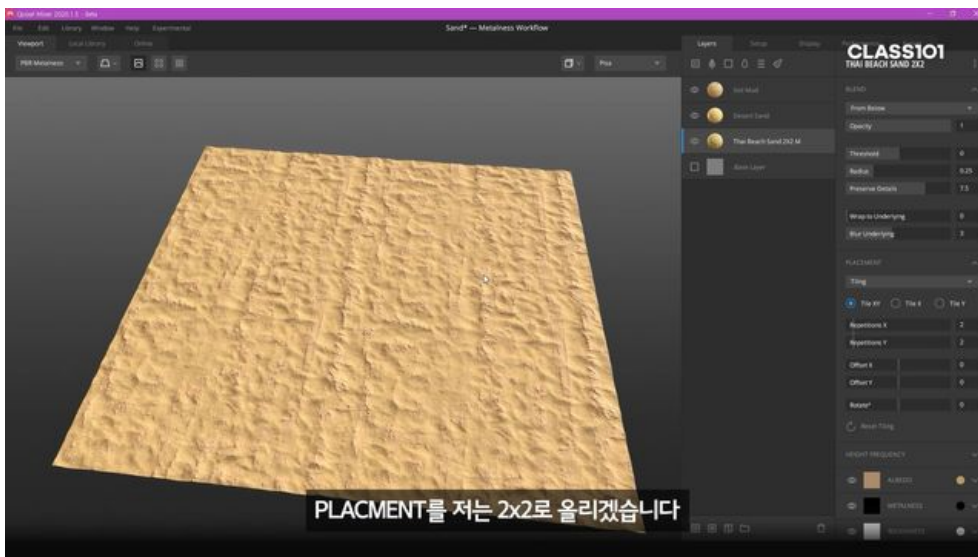 Quixel Mixer 2020.1.5 - Beta
File Edit Library Window Help Experimental
Sand* — Metalness Workflow
Viewport Local Library Online
Layers Setup Display
CLASS101
THAI BEACH SAND 2X2
PBR Metalness
Pisa
BLEND
From Below
Opacity 1
Threshold 0
Radius 0.25
Preserve Details 7.5
Wrap to Underlying 0
Blur Underlying 3
Desert Sand
Thai Beach Sand 2X2 M
Base Layer
PLACEMENT
Tiling
Tile XY Tile X Tile Y
Repetitions X 2
Repetitions Y 2
Offset X 0
Offset Y 0
Rotate° 0
Reset Tiling
HEIGHT FREQUENCY
ALBEDO
METALNESS
ROUGHNESS
PLACMENT를 저는 2x2로 올리겠습니다